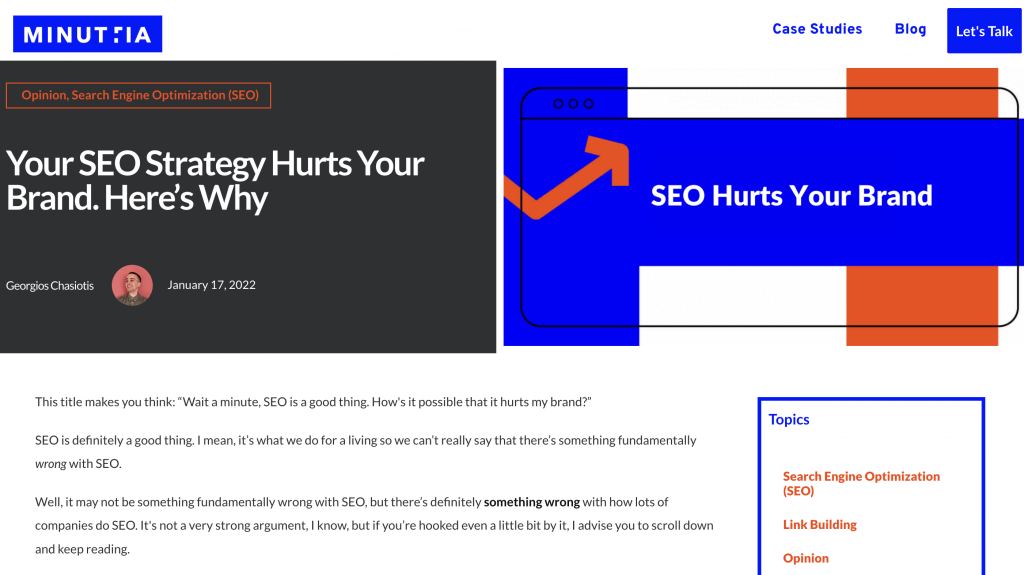 MINUTTIA
Case Studies
Blog
Let's Talk
Opinion, Search Engine Optimization (SEO)
Your SEO Strategy Hurts Your
Brand. Here’s Why
Georgios Chasiotis
January 17, 2022
SEO Hurts Your Brand
This title makes you think: “Wait a minute, SEO is a good thing. How's it possible that it hurts my brand?”
SEO is definitely a good thing. I mean, it’s what we do for a living so we can’t really say that there’s something fundamentally
wrong with SEO.
Well, it may not be something fundamentally wrong with SEO, but there’s definitely something wrong with how lots of
companies do SEO. It's not a very strong argument, I know, but if you’re hooked even a little bit by it, I advise you to scroll down
and keep reading.
Topics
Search Engine Optimization
(SEO)
Link Building
Opinion